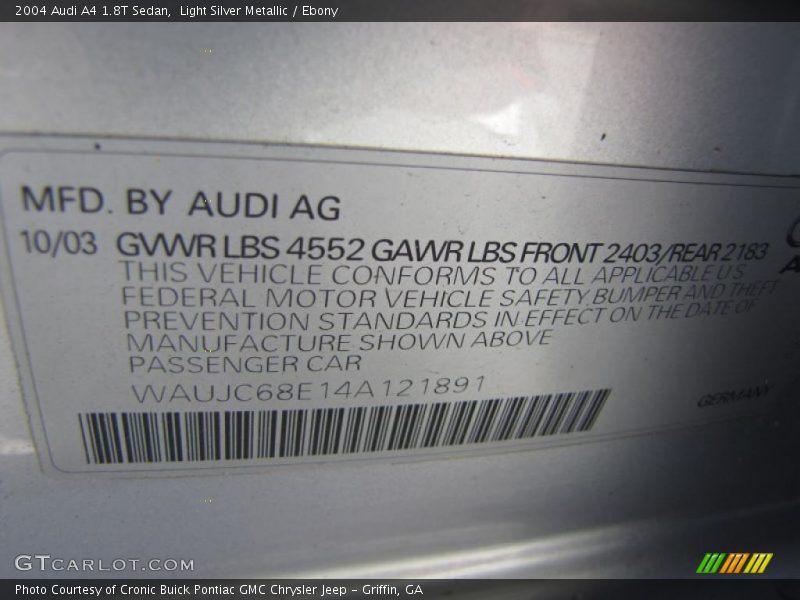 2004 Audi A4 1.8T Sedan, Light Silver Metallic / Ebony
MFD. BY AUDI AG
10/03 GVWR LBS 4552 GAWR LBS FRONT 2403/REAR 2183
THIS VEHICLE CONFORMS TO ALL APPLICABLE U S
FEDERAL MOTOR VEHICLE SAFETY, BUMPER AND THEFT
PREVENTION STANDARDS IN EFFECT ON THE DATE OF
MANUFACTURE SHOWN ABOVE
PASSENGER CAR
WAUJC68E14A121891
GERMANY
GTCARLOT.COM
Photo Courtesy of Cronic Buick Pontiac GMC Chrysler Jeep - Griffin, GA